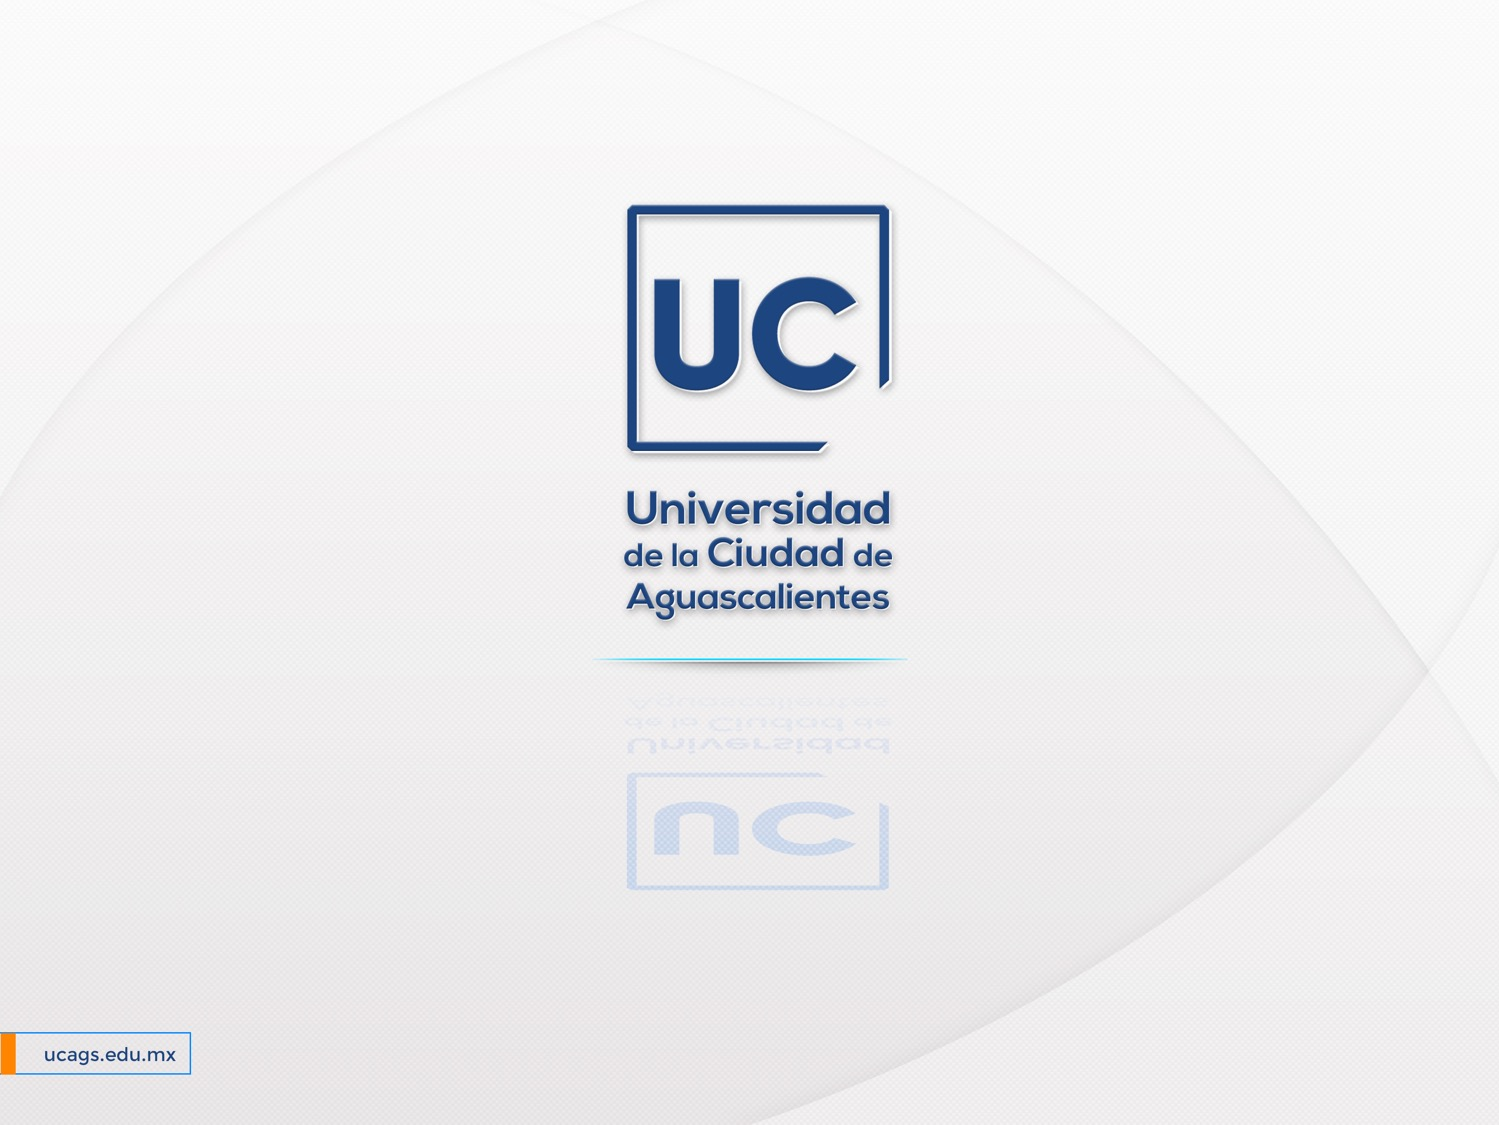 UC
Universidad
de la Ciudad de
Aguascalientes
ucags.edu.mx